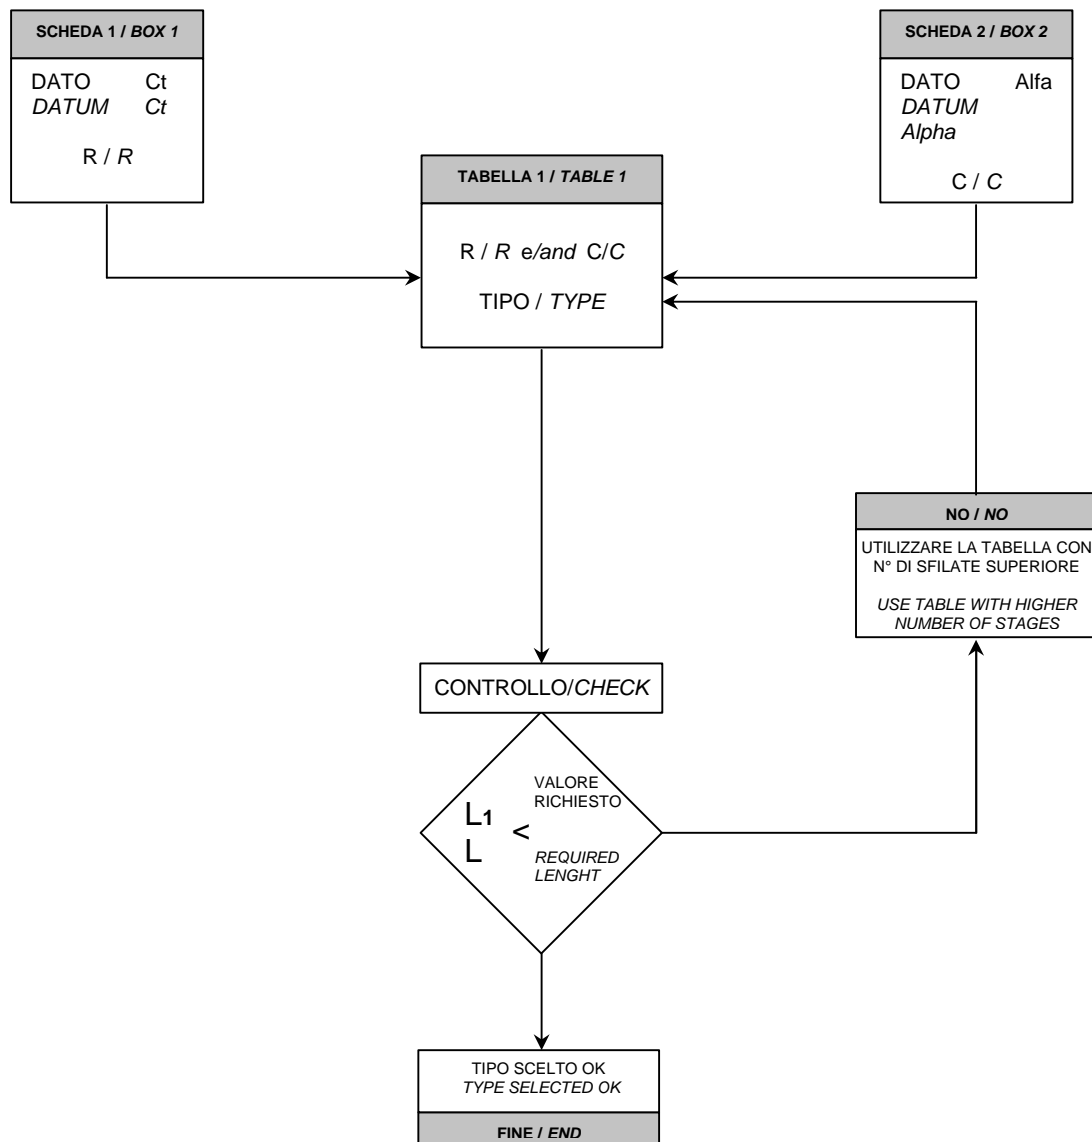 SCHEDA 1 / BOX 1
DATO Ct
DATUM Ct
R / R
SCHEDA 2 / BOX 2
DATO Alfa
DATUM
Alpha
C / C
TABELLA 1 / TABLE 1
R / R e/and C/C
TIPO / TYPE
NO / NO
UTILIZZARE LA TABELLA CON
N° DI SFILATE SUPERIORE
USE TABLE WITH HIGHER
NUMBER OF STAGES
CONTROLLO/CHECK
L1
L
<
VALORE
RICHIESTO
REQUIRED
LENGHT
TIPO SCELTO OK
TYPE SELECTED OK
FINE / END